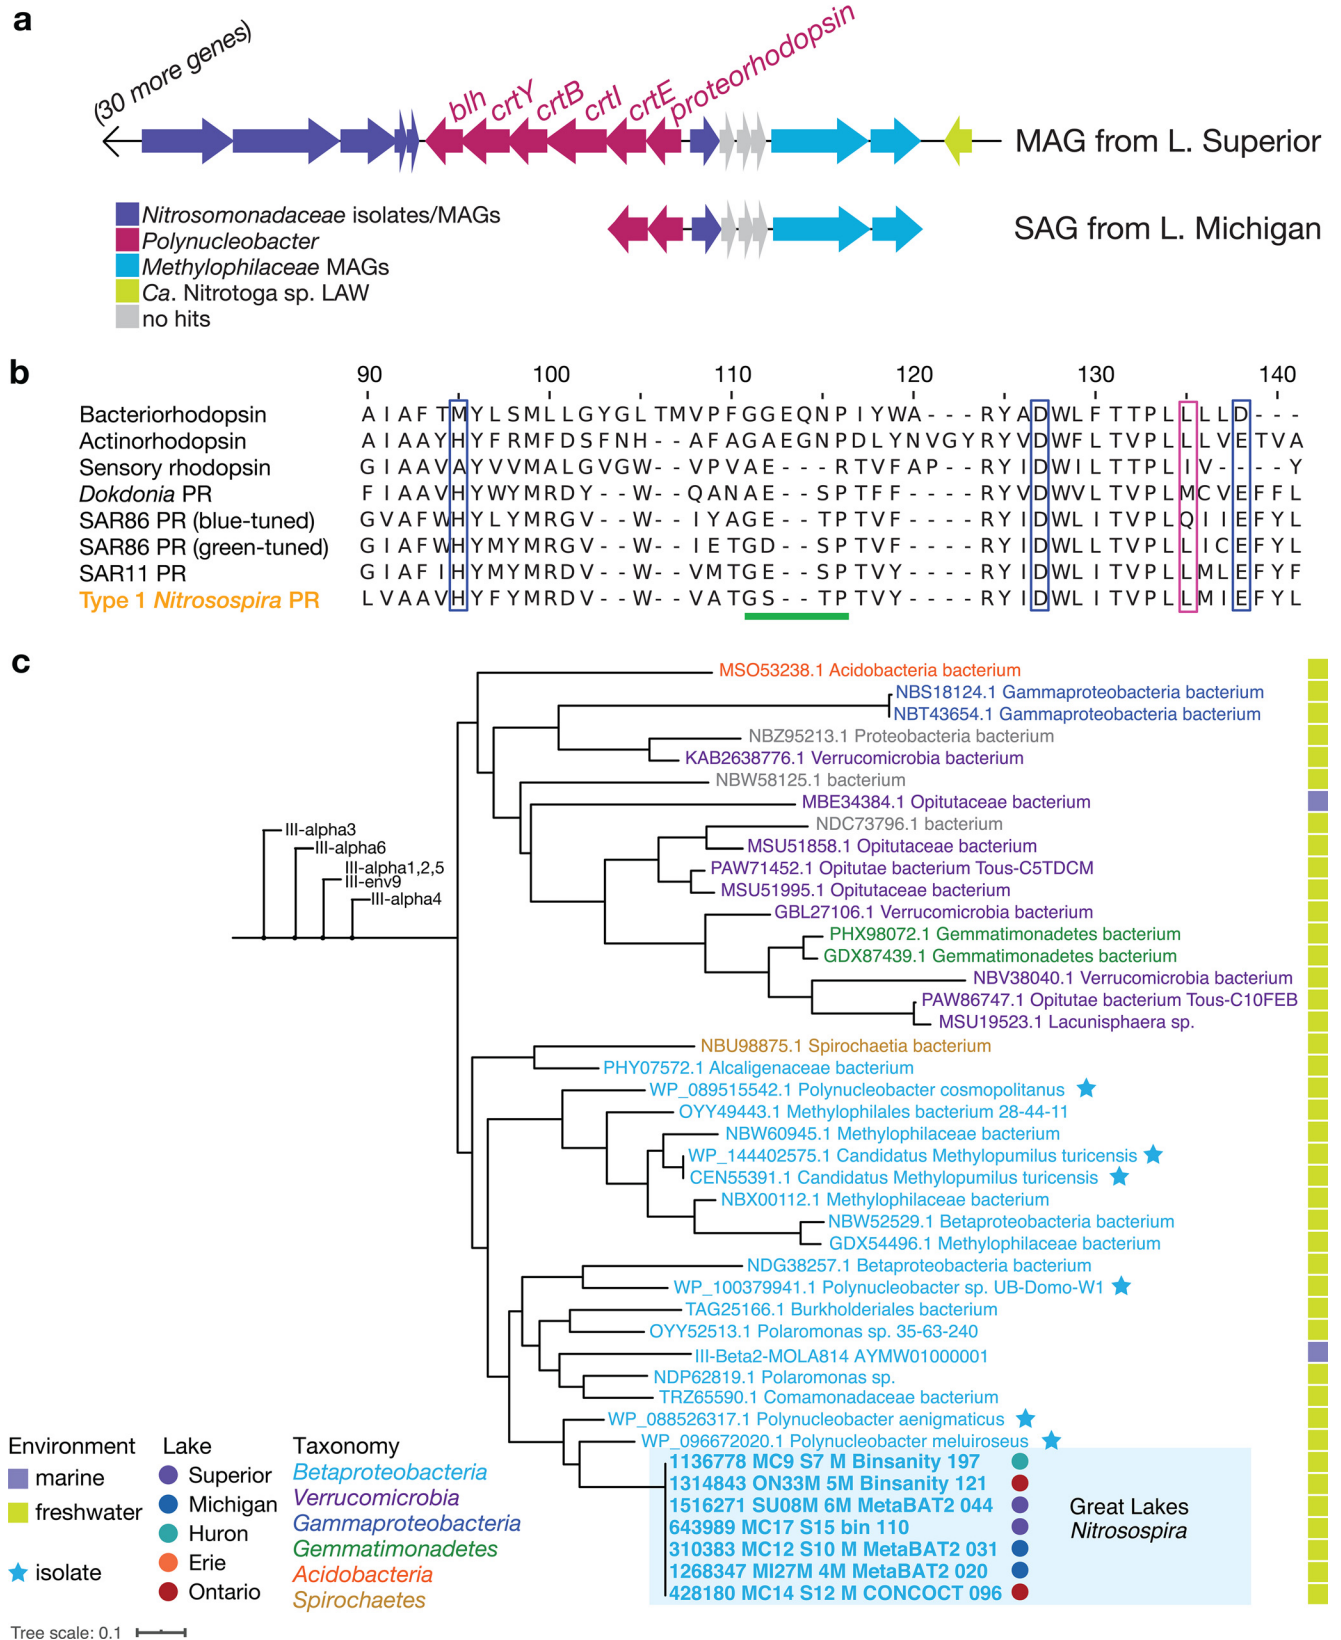 a
(30 more genes)
blh
crtY
crtB
crtI
crtE
proteorhodopsin
MAG from L. Superior
SAG from L. Michigan
Nitrosomonadaceae isolates/MAGs
Polynucleobacter
Methylophilaceae MAGs
Ca. Nitrotoga sp. LAW
no hits
b
90 100 110 120 130 140
Bacteriorhodopsin A I A F T M Y L S M L L G Y G L T M V P F G G E Q N P I Y W A - - - R Y A D W L F T T P L L L L D - - -
Actinorhodopsin A I A A Y H Y F R M F D S F N H - - A F A G A E G N P D L Y N V G Y R Y V D W F L T V P L L L V E T V A
Sensory rhodopsin G I A A V A Y V V M A L G V G W - - V P V A E - - - R T V F A P - - R Y I D W I L T T P L I V - - - - Y
Dokdonia PR F I A A V H Y W Y M R D Y - - W - - Q A N A E - - S P T F F - - - - R Y V D W V L T V P L M C V E F F L
SAR86 PR (blue-tuned) G V A F W H Y L Y M R G V - - W - - I Y A G E - - T P T V F - - - - R Y I D W L I T V P L Q I I E F Y L
SAR86 PR (green-tuned) G I A F W H Y M Y M R G V - - W - - I E T G D - - S P T V F - - - - R Y I D W L L T V P L L I C E F Y L
SAR11 PR G I A F I H Y M Y M R D V - - W - - V M T G E - - S P T V Y - - - - R Y I D W L I T V P L L M L E F Y F
Type 1 Nitrosospira PR L V A A V H Y F Y M R D V - - W - - V A T G S - - T P T V Y - - - - R Y I D W L I T V P L L M I E F Y L
c
MSO53238.1 Acidobacteria bacterium
NBS18124.1 Gammaproteobacteria bacterium
NBT43654.1 Gammaproteobacteria bacterium
NBZ95213.1 Proteobacteria bacterium
KAB2638776.1 Verrucomicrobia bacterium
NBW58125.1 bacterium
MBE34384.1 Opitutaceae bacterium
NDC73796.1 bacterium
MSU51858.1 Opitutaceae bacterium
PAW71452.1 Opitutae bacterium Tous-C5TDCM
MSU51995.1 Opitutaceae bacterium
GBL27106.1 Verrucomicrobia bacterium
PHX98072.1 Gemmatimonadetes bacterium
GDX87439.1 Gemmatimonadetes bacterium
NBV38040.1 Verrucomicrobia bacterium
PAW86747.1 Opitutae bacterium Tous-C10FEB
MSU19523.1 Lacunisphaera sp.
III-alpha3
III-alpha6
III-alpha1,2,5
III-env9
III-alpha4
NBU98875.1 Spirochaetia bacterium
PHY07572.1 Alcaligenaceae bacterium
WP_089515542.1 Polynucleobacter cosmopolitanus
OYY49443.1 Methylophilales bacterium 28-44-11
NBW60945.1 Methylophilaceae bacterium
WP_144402575.1 Candidatus Methylopumilus turicensis
CEN55391.1 Candidatus Methylopumilus turicensis
NBX00112.1 Methylophilaceae bacterium
NBW52529.1 Betaproteobacteria bacterium
GDX54496.1 Methylophilaceae bacterium
NDG38257.1 Betaproteobacteria bacterium
WP_100379941.1 Polynucleobacter sp. UB-Domo-W1
TAG25166.1 Burkholderiales bacterium
OYY52513.1 Polaromonas sp. 35-63-240
III-Beta2-MOLA814 AYMW01000001
NDP62819.1 Polaromonas sp.
TRZ65590.1 Comamonadaceae bacterium
WP_088526317.1 Polynucleobacter aenigmaticus
WP_096672020.1 Polynucleobacter meluiroseus
1136778 MC9 S7 M Binsanity 197
1314843 ON33M 5M Binsanity 121
1516271 SU08M 6M MetaBAT2 044
643989 MC17 S15 bin 110
310383 MC12 S10 M MetaBAT2 031
1268347 MI27M 4M MetaBAT2 020
428180 MC14 S12 M CONCOCT 096
Great Lakes
Nitrosospira
Environment
marine
freshwater
isolate
Lake
Superior
Michigan
Huron
Erie
Ontario
Taxonomy
Betaproteobacteria
Verrucomicrobia
Gammaproteobacteria
Gemmatimonadetes
Acidobacteria
Spirochaetes
Tree scale: 0.1